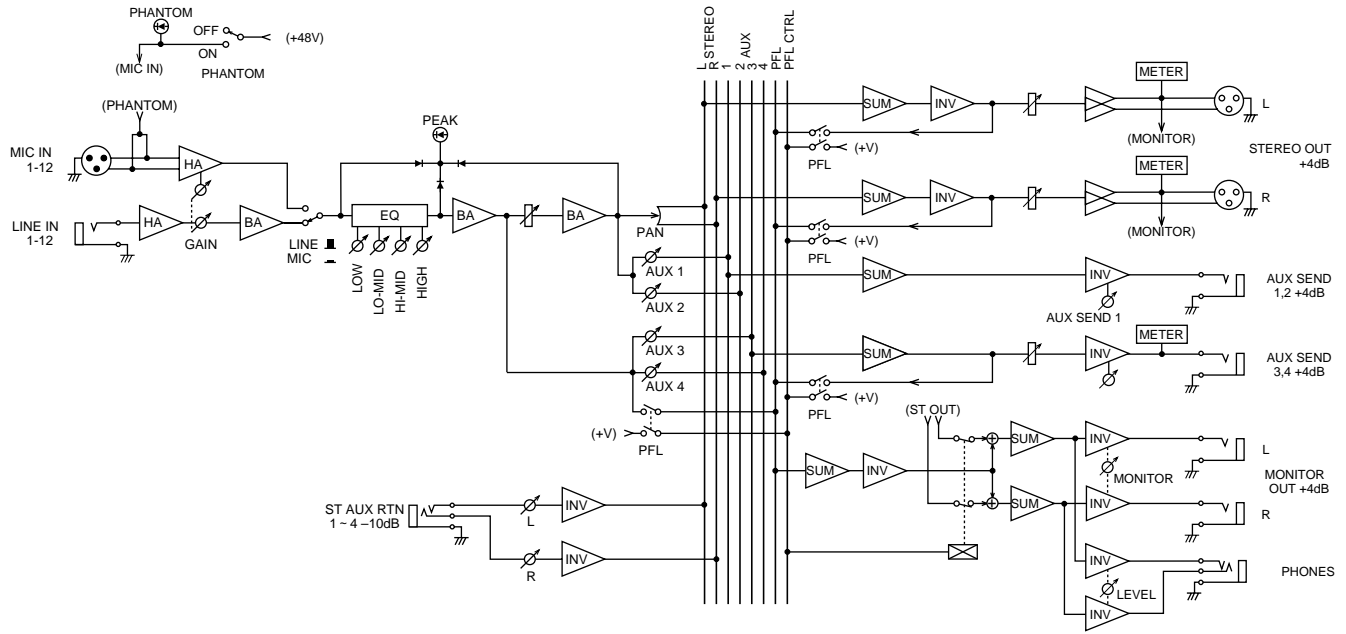 PHANTOM
OFF
(+48V)
ON
(MIC IN)
PHANTOM
(PHANTOM)
MIC IN
1-12
HA
LINE IN
1-12
HA
GAIN
BA
LINE
MIC
PEAK
EQ
LOW
LO-MID
HI-MID
HIGH
BA
BA
PAN
AUX 1
AUX 2
AUX 3
AUX 4
(+V)
PFL
ST AUX RTN
1 ~ 4 –10dB
L
INV
R
INV
L STEREO
R
1
2 AUX
3
4
PFL
PFL CTRL
SUM
INV
METER
L
(MONITOR)
(+V)
PFL
STEREO OUT
+4dB
SUM
INV
METER
R
(MONITOR)
(+V)
PFL
SUM
INV
AUX SEND 1
AUX SEND
1,2 +4dB
SUM
METER
INV
AUX SEND
3,4 +4dB
(+V)
PFL
(ST OUT)
SUM
INV
SUM
INV
L
MONITOR
MONITOR
OUT +4dB
SUM
INV
R
INV
LEVEL
INV
PHONES